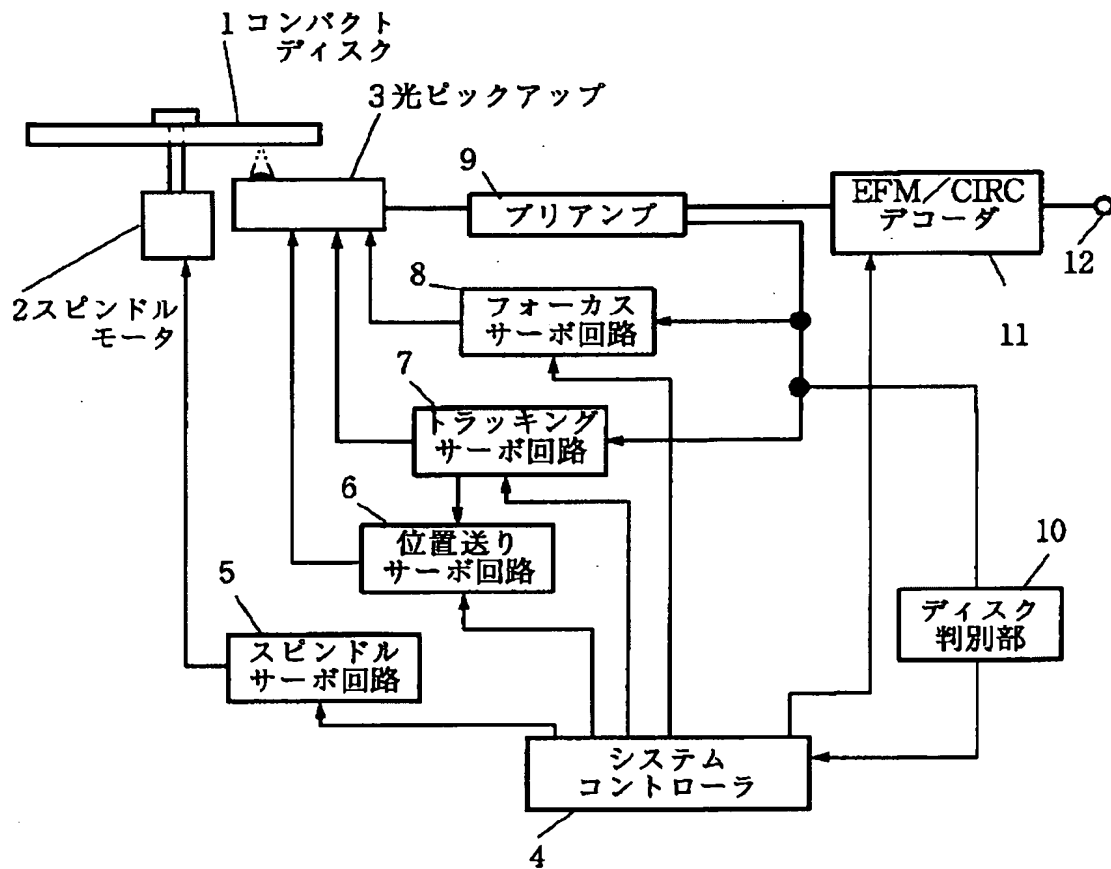 1 コンパクト
ディスク
3光ピックアップ
9
プリアンプ
EFM／CIRC
デコーダ
12
11
2スピンドル
モータ
8
フォーカス
サーボ回路
7
トラッキング
サーボ回路
6
位置送り
サーボ回路
10
ディスク
判別部
5
スピンドル
サーボ回路
システム
コントローラ
4